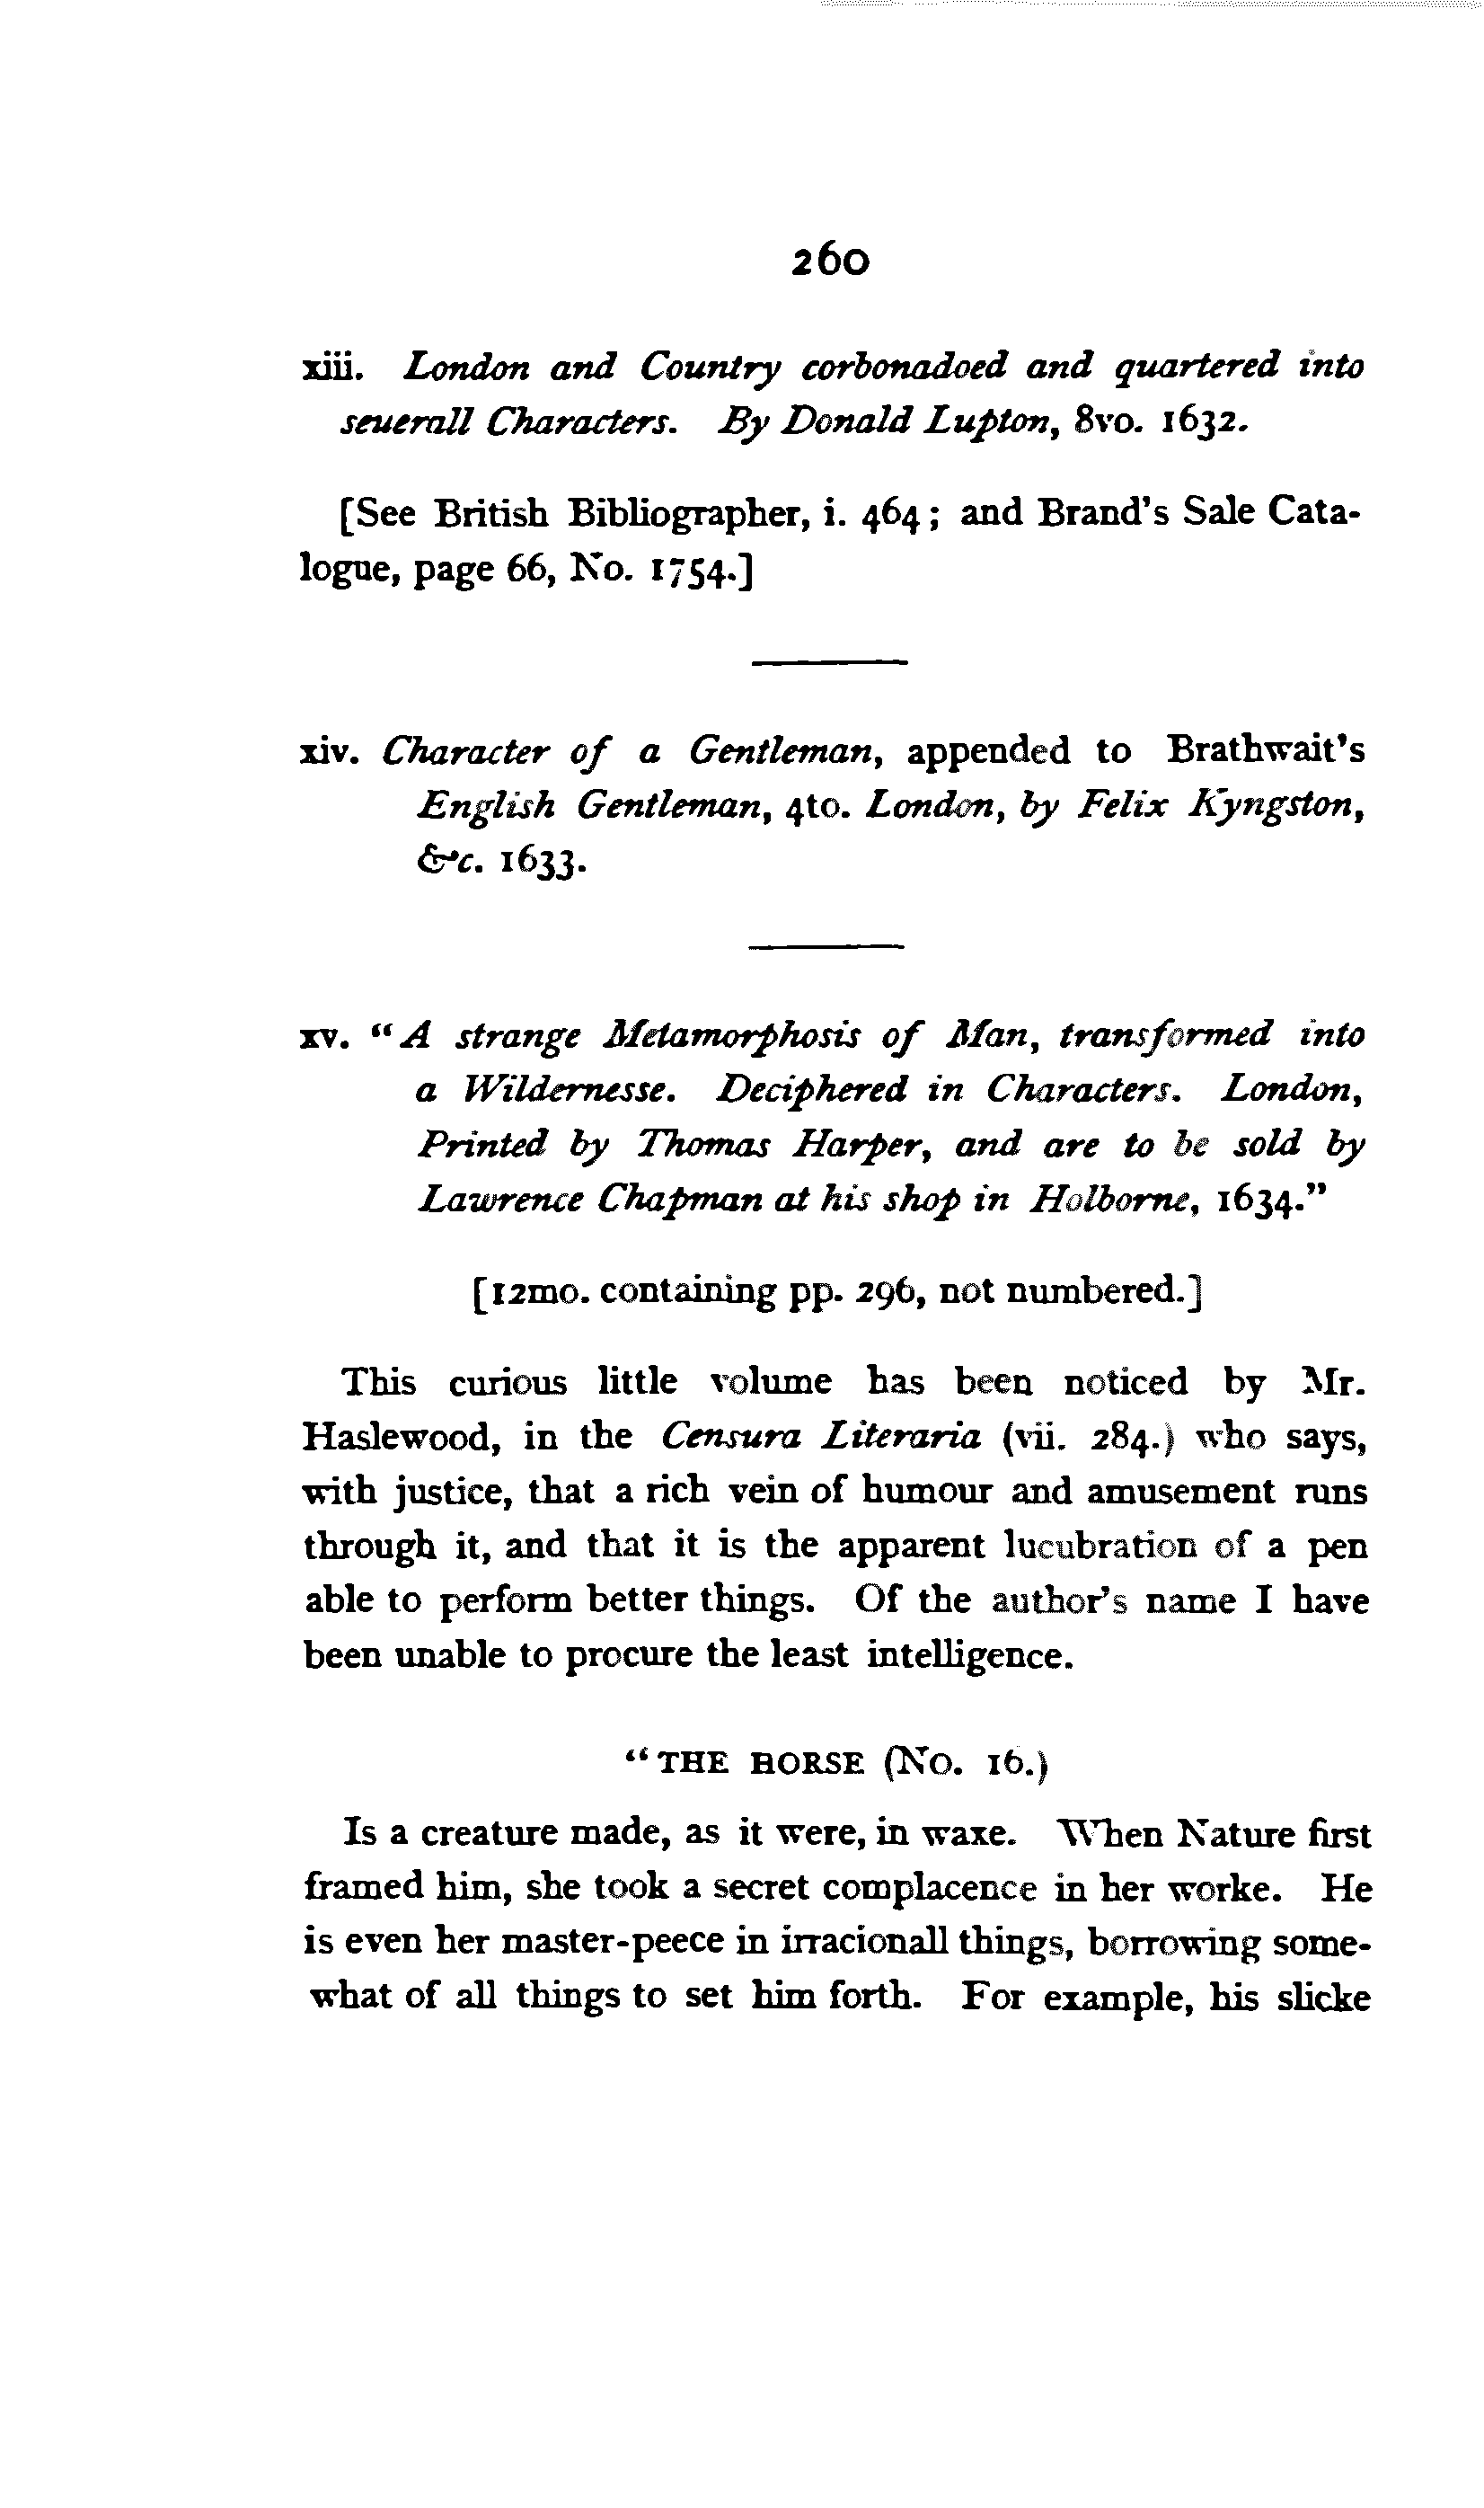 260
xiii. London and Country corbonadoed and quartered into
seuerall Characters. By Donald Lupton, 8vo. 1632.
[See British Bibliographer, i. 464; and Brand's Sale Cata-
logue, page 66, No. 1754.]
xiv. Character of a Gentleman, appended to Brathwait's
English Gentleman, 4to. London, by Felix Kyngston,
&c. 1633.
xv. "A strange Metamorphosis of Man, transformed into
a Wildernesse. Deciphered in Characters. London,
Printed by Thomas Harper, and are to be sold by
Lawrence Chapman at his shop in Holborne, 1634."
[12mo. containing pp. 296, not numbered.]
This curious little volume has been noticed by Mr.
Haslewood, in the Censura Literaria (vii. 284.) who says,
with justice, that a rich vein of humour and amusement runs
through it, and that it is the apparent lucubration of a pen
able to perform better things. Of the author's name I have
been unable to procure the least intelligence.
"THE HORSE (No. 16.)
Is a creature made, as it were, in waxe. When Nature first
framed him, she took a secret complacence in her worke. He
is even her master-peece in irracionall things, borrowing some-
what of all things to set him forth. For example, his slicke